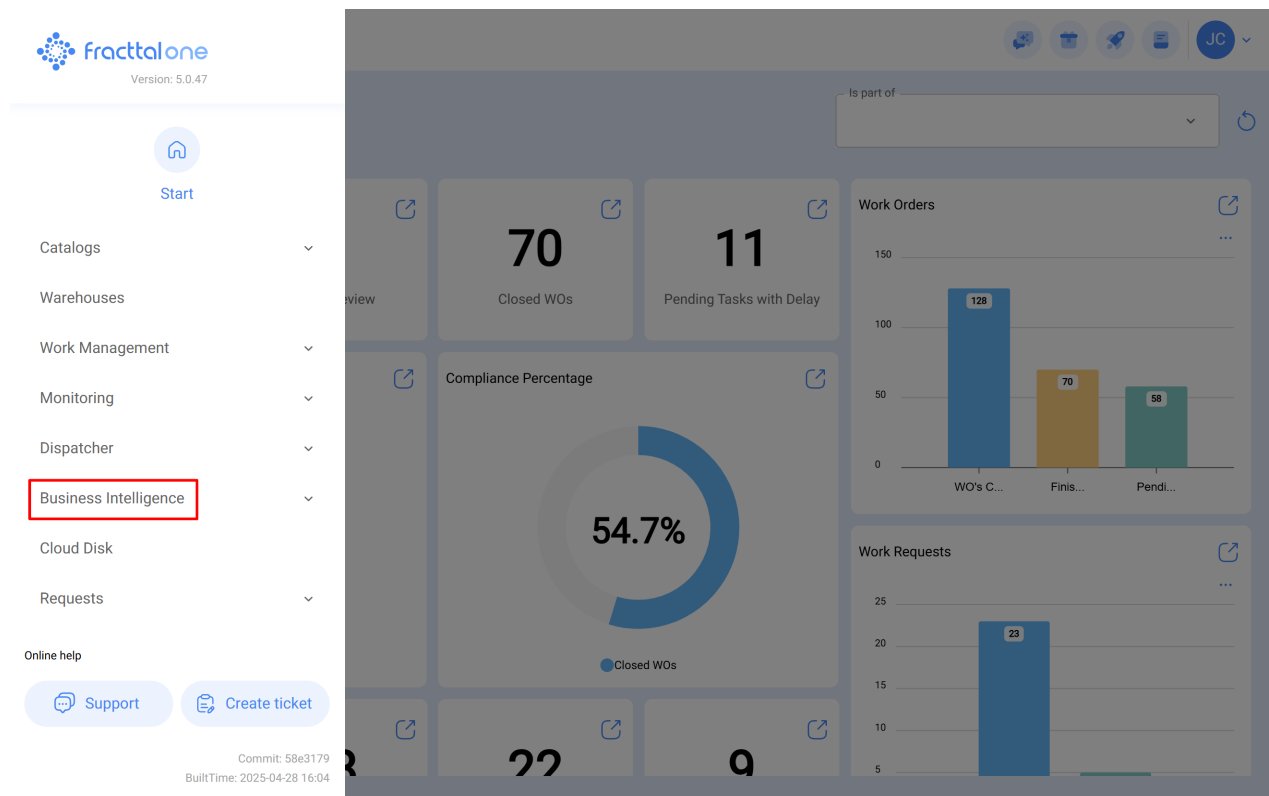 fracttal one
Version: 5.0.47
Start
Catalogs
Warehouses
Work Management
Monitoring
Dispatcher
Business Intelligence
Cloud Disk
Requests
Online help
Support
Create ticket
Commit: 58e3179
BuiltTime: 2025-04-28 16:04
JC
Is part of
70
Closed WOs
11
Pending Tasks with Delay
Work Orders
...
150
100
50
0
128
70
58
WO's C...
Finis...
Pendi...
Compliance Percentage
54.7%
Closed WOs
Work Requests
...
25
20
15
10
5
23
22
9